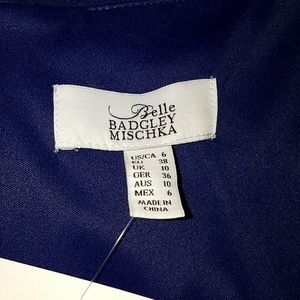 Belle
BADGLEY
MISCHKA
US/CA 6
EU 38
UK 10
GER 36
AUS 10
MEX 6
MADE IN
CHINA